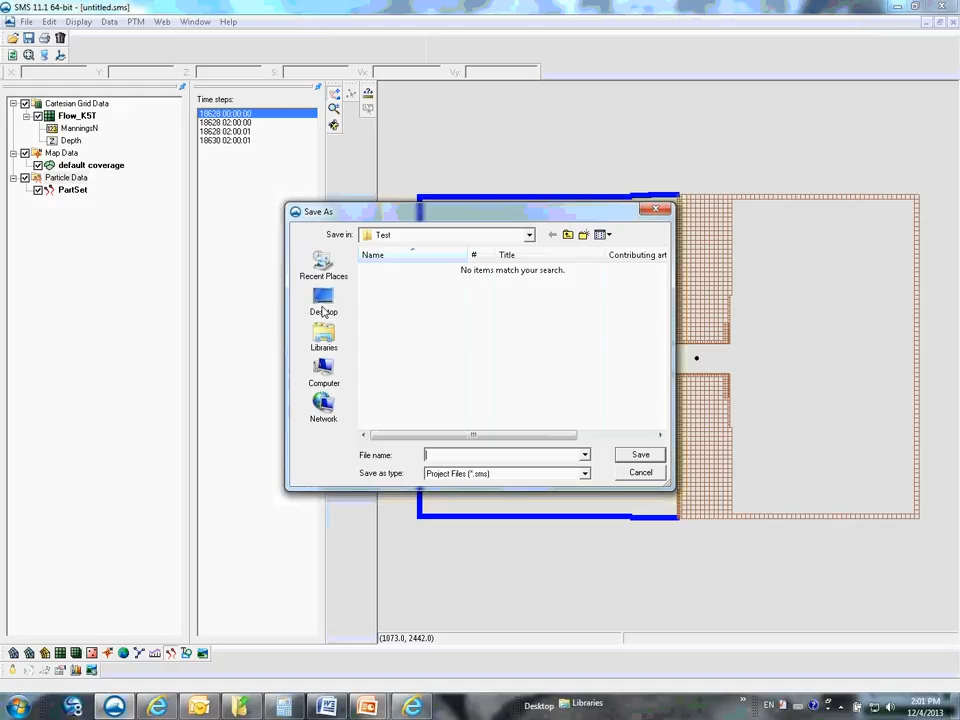 SMS 11.1 64-bit - [untitled.sms]
File Edit Display Data PTM Web Window Help
X: Y: Z: S: Vx: Vy:
Cartesian Grid Data
Flow_K5T
ManningsN
Depth
Map Data
default coverage
Particle Data
PartSet
Time steps:
18628 00:00:00
18628 02:00:00
18628 02:00:01
18630 02:00:01
Save As
Save in: Test
Name # Title Contributing art
No items match your search.
Recent Places
Desktop
Libraries
Computer
Network
File name: Save
Save as type: Project Files (*.sms) Cancel
(1073.0, 2442.0)
Desktop Libraries » EN 2:01 PM
12/4/2013